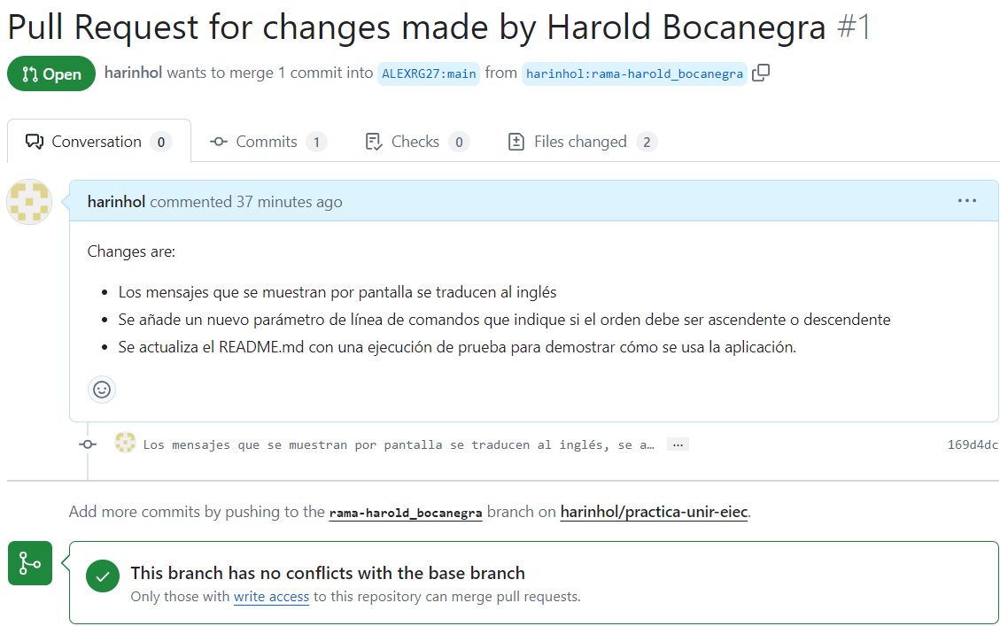 Pull Request for changes made by Harold Bocanegra #1
Open harinhol wants to merge 1 commit into ALEXRG27:main from harinhol:rama-harold_bocanegra
Conversation 0 Commits 1 Checks 0 Files changed 2
harinhol commented 37 minutes ago
Changes are:
• Los mensajes que se muestran por pantalla se traducen al inglés
• Se añade un nuevo parámetro de línea de comandos que indique si el orden debe ser ascendente o descendente
• Se actualiza el README.md con una ejecución de prueba para demostrar cómo se usa la aplicación.
Los mensajes que se muestran por pantalla se traducen al inglés, se a… 169d4dc
Add more commits by pushing to the rama-harold_bocanegra branch on harinhol/practica-unir-eiec.
This branch has no conflicts with the base branch
Only those with write access to this repository can merge pull requests.